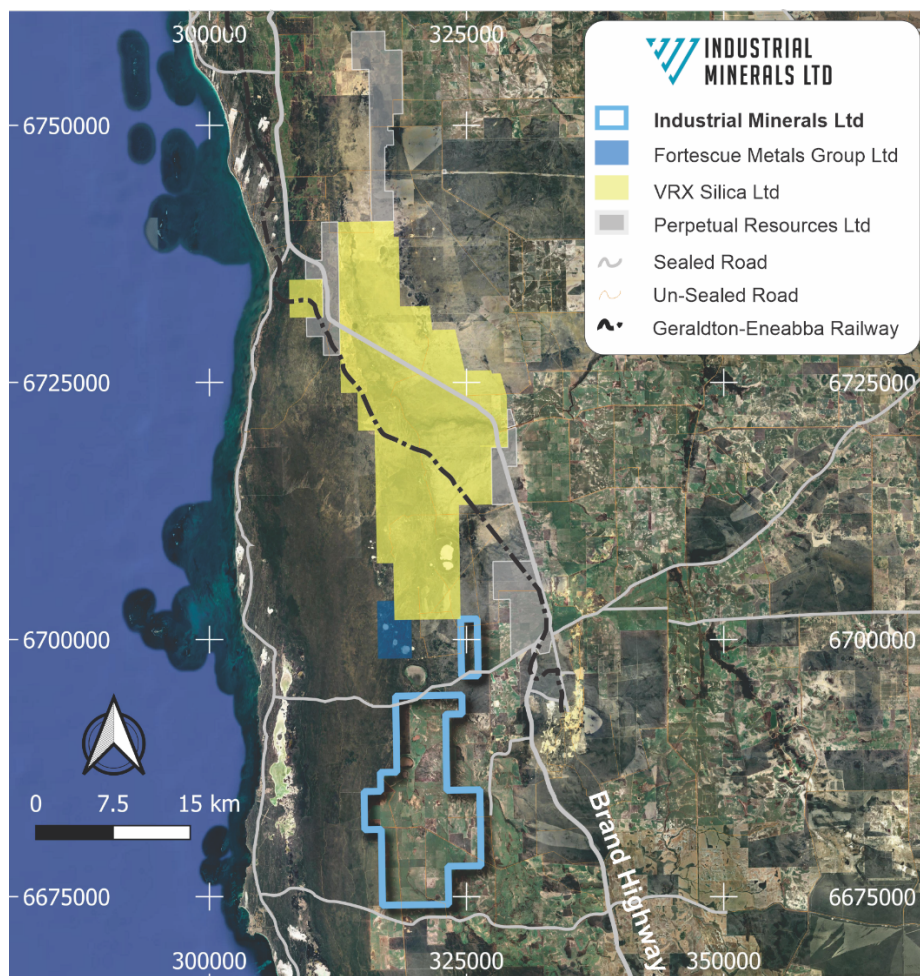 300000
325000
INDUSTRIAL
MINERALS LTD
Industrial Minerals Ltd
Fortescue Metals Group Ltd
VRX Silica Ltd
Perpetual Resources Ltd
Sealed Road
Un-Sealed Road
Geraldton-Eneabba Railway
6750000
6725000
6725000
6700000
6700000
0 7.5 15 km
Brand Highway
6675000
6675000
300000
325000
350000